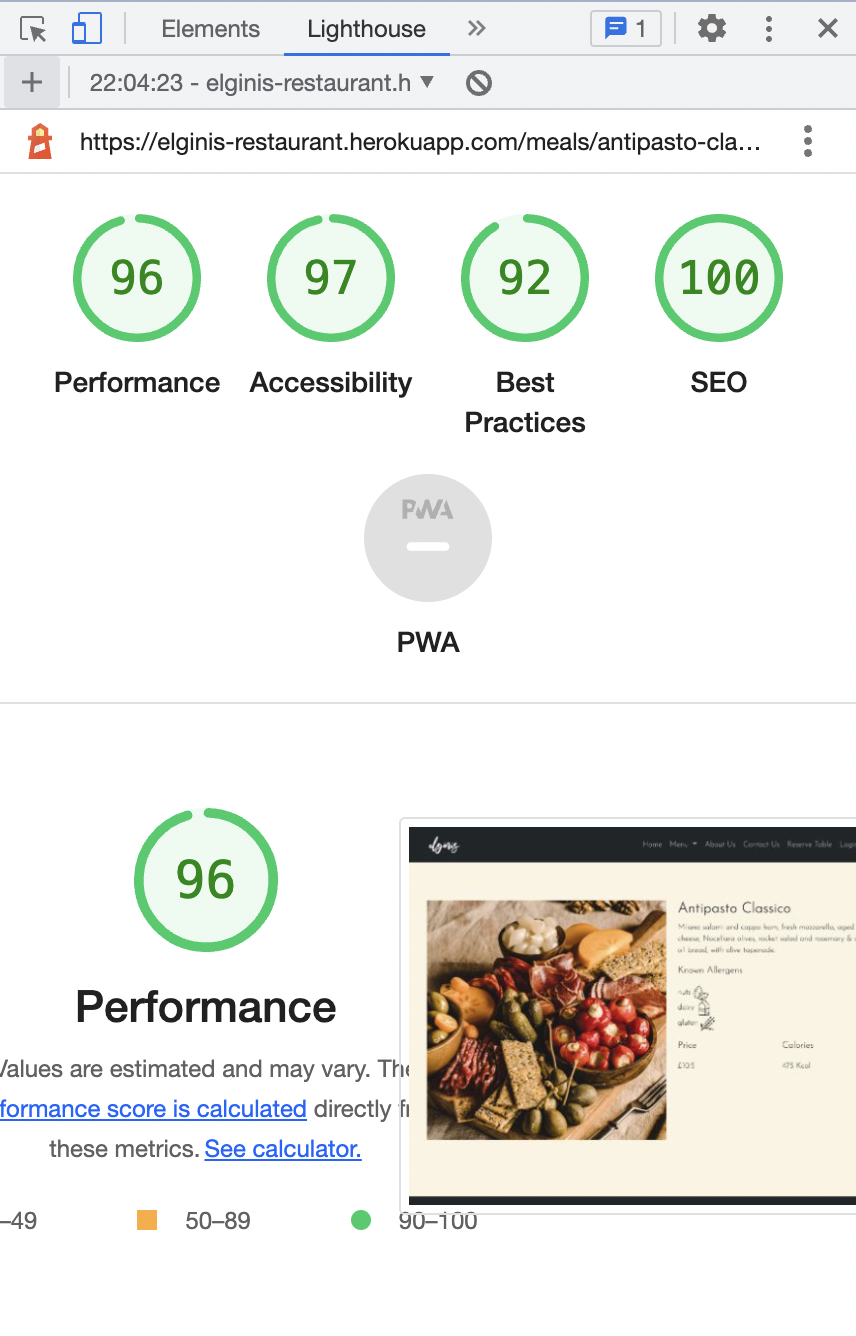 Elements Lighthouse 1
22:04:23 - elginis-restaurant.h
https://elginis-restaurant.herokuapp.com/meals/antipasto-cla…
96 97 92 100
Performance Accessibility Best Practices SEO
PWA
PWA
96
Performance
Values are estimated and may vary. The
formance score is calculated directly fr
these metrics. See calculator.
–49 50–89 90–100
elginis
Home Menu About Us Contact Us Reserve Table Login
Antipasto Classico
Milano salami and coppa ham, fresh mozzarella, aged
cheese, Nocellara olives, rocket salad and rosemary &
oil bread, with olive tapenade.
Known Allergens
nuts
dairy
gluten
Price Calories
475 Kcal